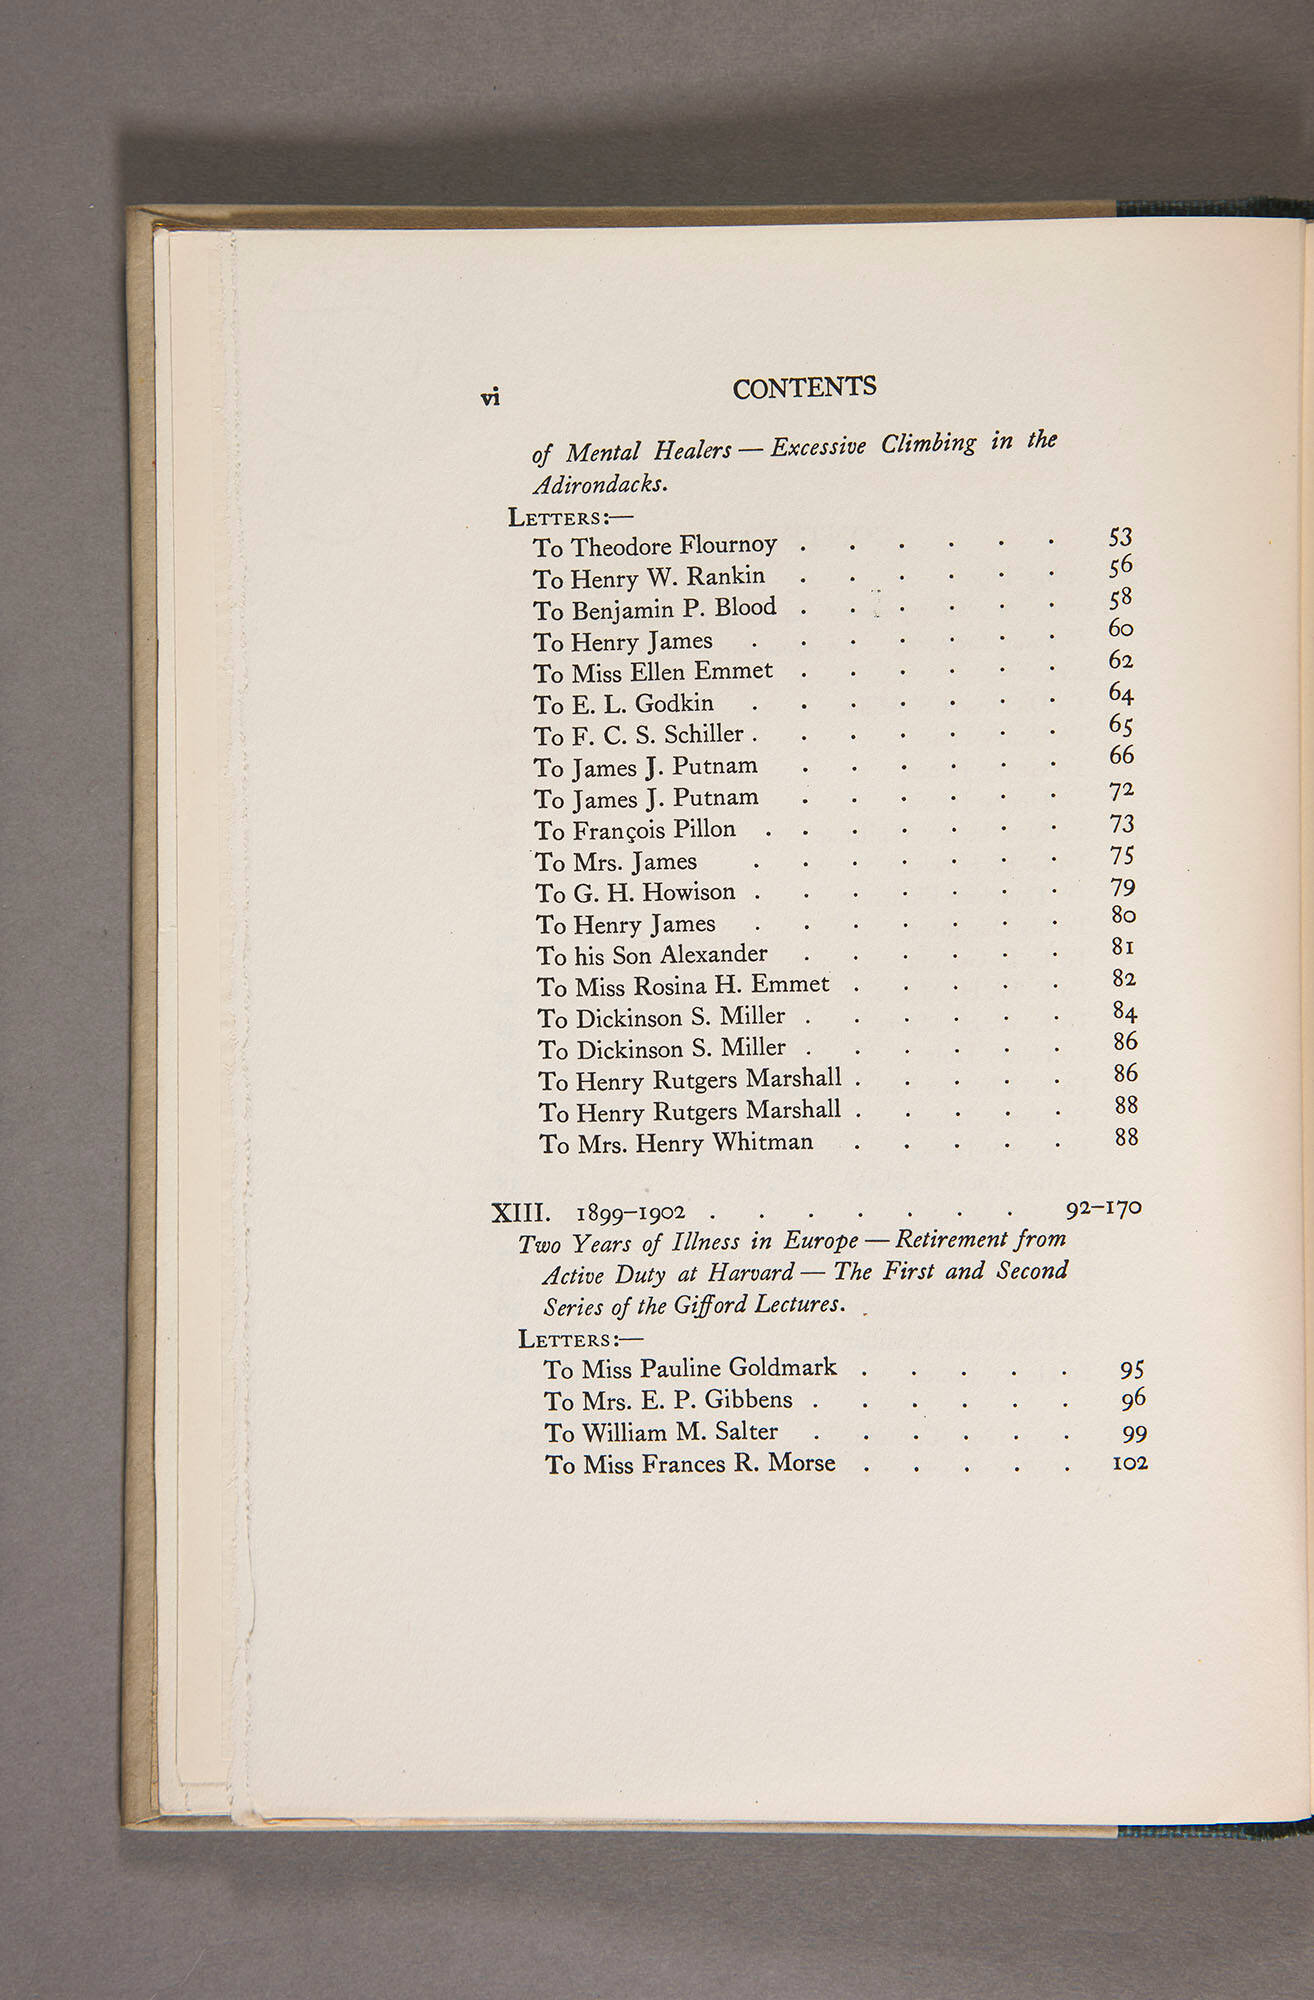 vi CONTENTS
of Mental Healers — Excessive Climbing in the
Adirondacks.
LETTERS:—
To Theodore Flournoy . . . . . . 53
To Henry W. Rankin . . . . . . 56
To Benjamin P. Blood . . . . . . 58
To Henry James . . . . . . . 60
To Miss Ellen Emmet . . . . . . 62
To E. L. Godkin . . . . . . . 64
To F. C. S. Schiller . . . . . . . 65
To James J. Putnam . . . . . . 66
To James J. Putnam . . . . . . 72
To François Pillon . . . . . . . 73
To Mrs. James . . . . . . . 75
To G. H. Howison . . . . . . . 79
To Henry James . . . . . . . 80
To his Son Alexander . . . . . . 81
To Miss Rosina H. Emmet . . . . . 82
To Dickinson S. Miller . . . . . . 84
To Dickinson S. Miller . . . . . . 86
To Henry Rutgers Marshall . . . . . 86
To Henry Rutgers Marshall . . . . . 88
To Mrs. Henry Whitman . . . . . 88
XIII. 1899–1902 . . . . . . . 92–170
Two Years of Illness in Europe — Retirement from
Active Duty at Harvard — The First and Second
Series of the Gifford Lectures.
LETTERS:—
To Miss Pauline Goldmark . . . . . 95
To Mrs. E. P. Gibbens . . . . . . 96
To William M. Salter . . . . . . 99
To Miss Frances R. Morse . . . . . 102